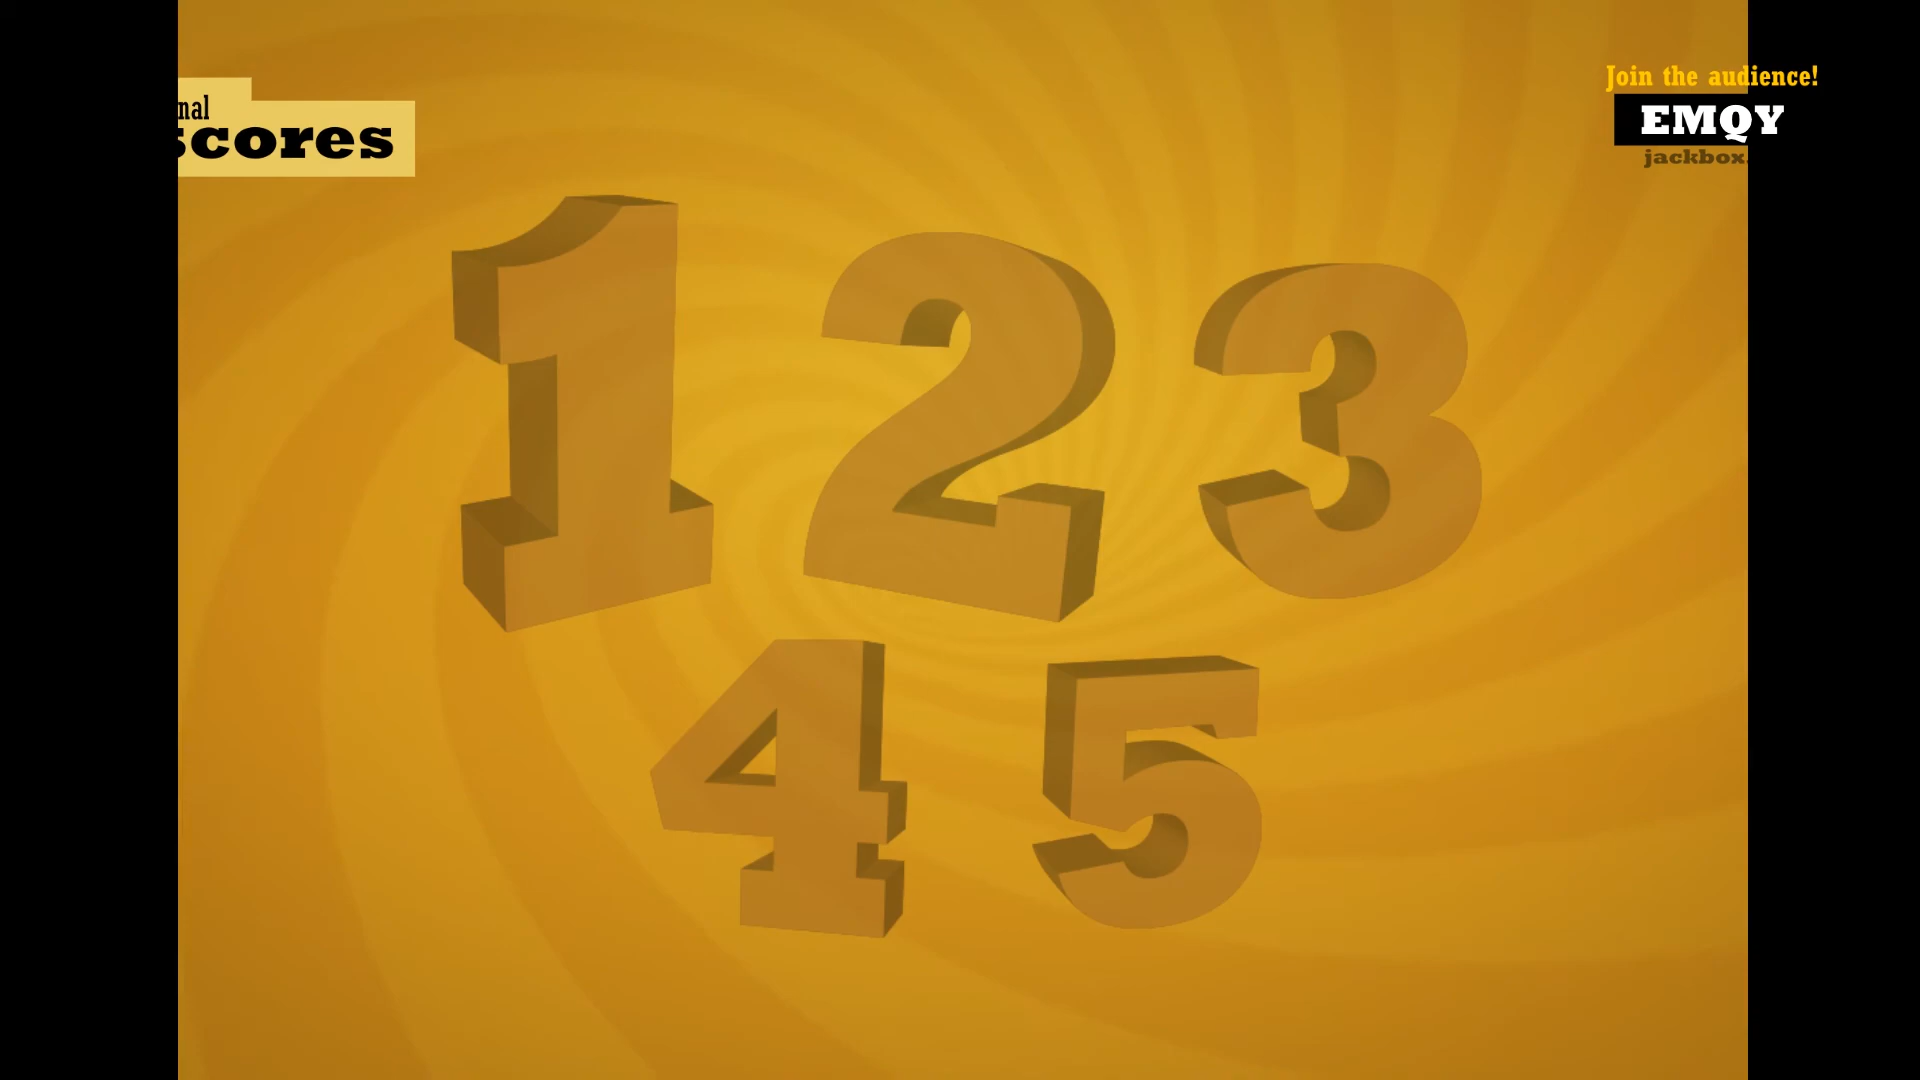 nal
scores
Join the audience!
EMQY
jackbox.
1 2 3
4 5